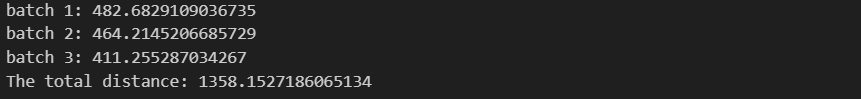 batch 1: 482.6829109036735
batch 2: 464.2145206685729
batch 3: 411.255287034267
The total distance: 1358.1527186065134